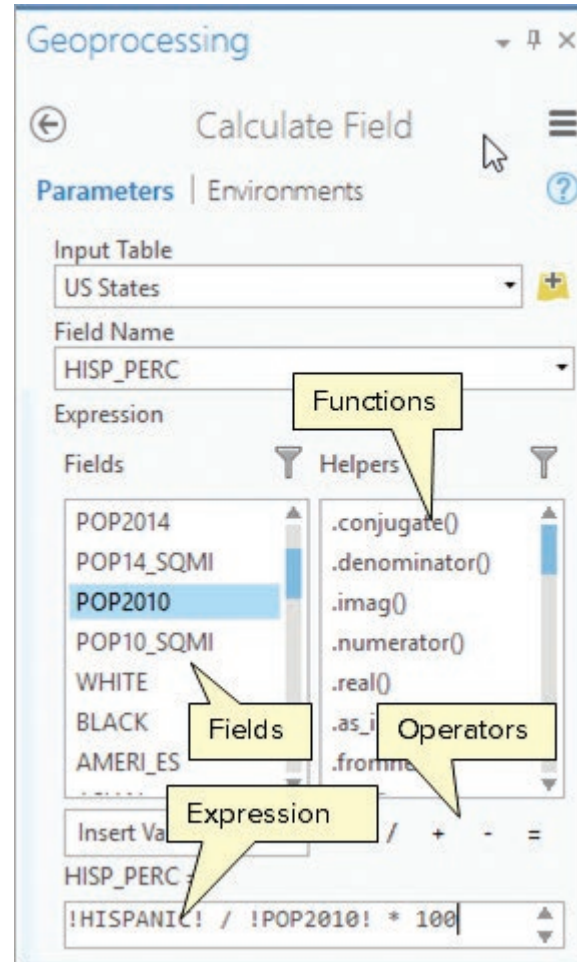 Geoprocessing
Calculate Field
Parameters | Environments
?
Input Table
US States
Field Name
HISP_PERC
Functions
Expression
Fields
Helpers
POP2014
.conjugate()
POP14_SQMI
.denominator()
POP2010
.imag()
POP10_SQMI
.numerator()
WHITE
.real()
BLACK
Fields
Operators
AMERI_ES
Expression
Insert
/ + - =
HISP_PERC =
!HISPANIC! / !POP2010! * 100